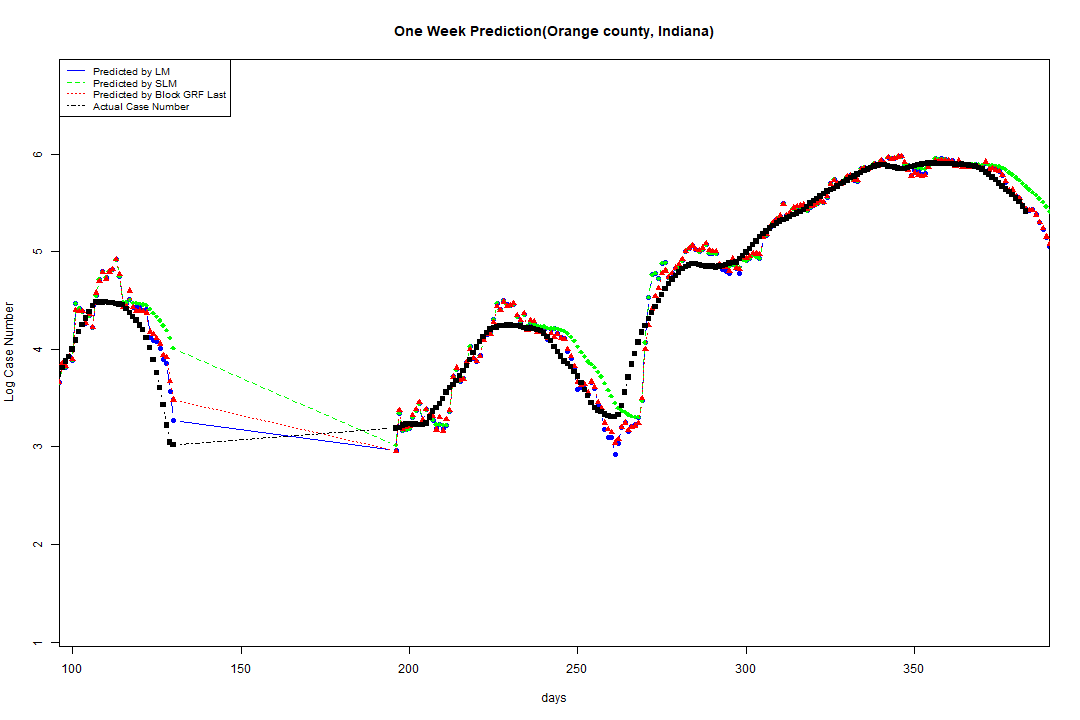 One Week Prediction(Orange county, Indiana)
Predicted by LM
Predicted by SLM
Predicted by Block GRF Last
Actual Case Number
Log Case Number
6
5
4
3
2
1
100 150 200 250 300 350
days